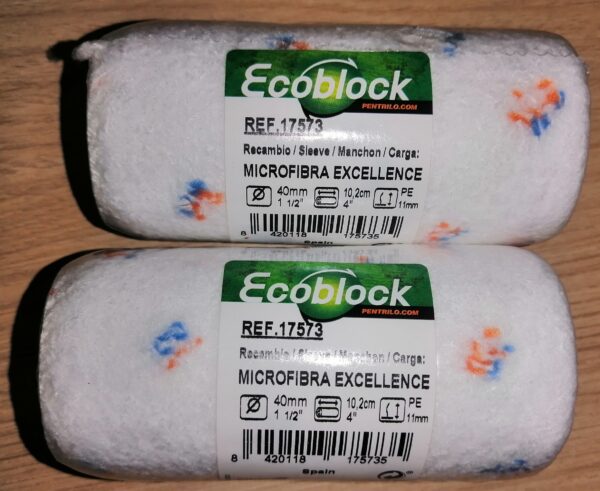 Ecoblock
PENTRILO.COM
REF.17573
Recambio / Sleeve / Manchon / Carga:
MICROFIBRA EXCELLENCE
40mm 10,2cm PE
1 1/2" 4" 11mm
8 420118 175735
Spain
Ecoblock
PENTRILO.COM
REF.17573
Recambio / Sleeve / Manchon / Carga:
MICROFIBRA EXCELLENCE
40mm 10,2cm PE
1 1/2" 4" 11mm
8 420118 175735
Spain